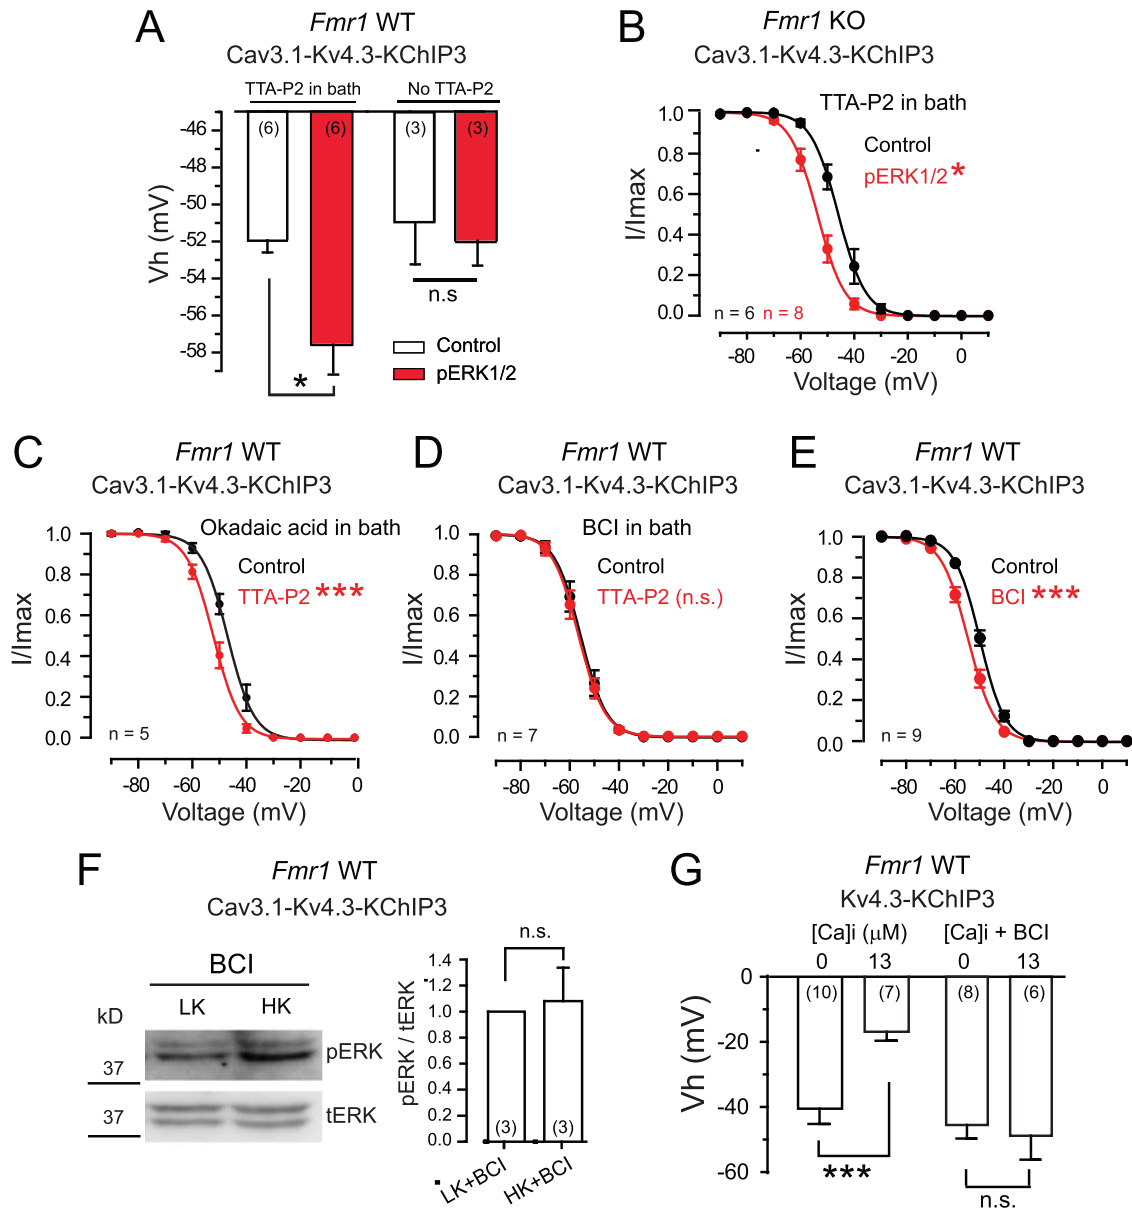 A
Fmr1 WT
Cav3.1-Kv4.3-KChIP3
TTA-P2 in bath
No TTA-P2
(6)
(6)
(3)
(3)
-46
-48
-50
-52
-54
-56
-58
Vh (mV)
*
n.s
Control
pERK1/2
B
Fmr1 KO
Cav3.1-Kv4.3-KChIP3
TTA-P2 in bath
Control
pERK1/2 *
1.0
0.8
0.6
0.4
0.2
0.0
I/Imax
n = 6 n = 8
-80 -60 -40 -20 0
Voltage (mV)
C
Fmr1 WT
Cav3.1-Kv4.3-KChIP3
Okadaic acid in bath
Control
TTA-P2 ***
1.0
0.8
0.6
0.4
0.2
0.0
I/Imax
n = 5
-80 -60 -40 -20 0
Voltage (mV)
D
Fmr1 WT
Cav3.1-Kv4.3-KChIP3
BCI in bath
Control
TTA-P2 (n.s.)
1.0
0.8
0.6
0.4
0.2
0.0
I/Imax
n = 7
-80 -60 -40 -20 0
Voltage (mV)
E
Fmr1 WT
Cav3.1-Kv4.3-KChIP3
Control
BCI ***
1.0
0.8
0.6
0.4
0.2
0.0
I/Imax
n = 9
-80 -60 -40 -20 0
Voltage (mV)
F
Fmr1 WT
Cav3.1-Kv4.3-KChIP3
BCI
LK HK
kD
37
pERK
37
tERK
n.s.
1.4
1.2
1.0
0.8
0.6
0.4
0.2
0.0
pERK / tERK
(3)
(3)
LK+BCI
HK+BCI
G
Fmr1 WT
Kv4.3-KChIP3
[Ca]i (μM) [Ca]i + BCI
0 13 0 13
(10) (7) (8) (6)
0
-20
-40
-60
Vh (mV)
***
n.s.